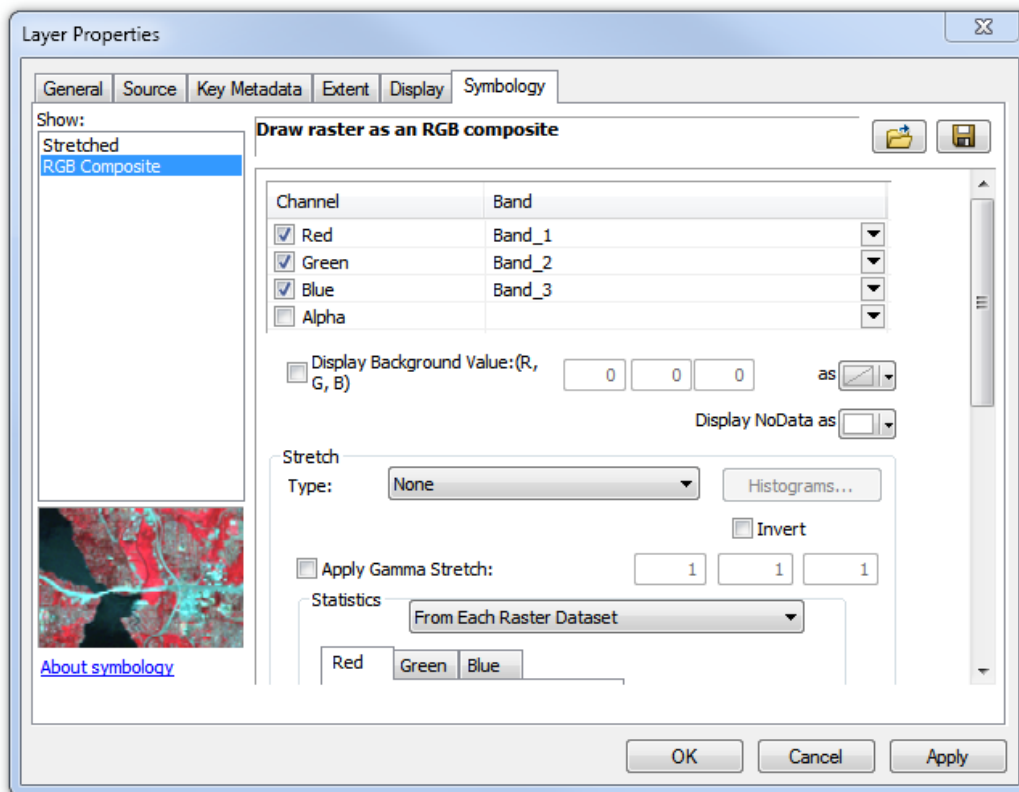 Layer Properties
General Source Key Metadata Extent Display Symbology
Show:
Stretched
RGB Composite
About symbology
Draw raster as an RGB composite
Channel Band
Red Band_1
Green Band_2
Blue Band_3
Alpha
Display Background Value:(R,
G, B) 0 0 0 as
Display NoData as
Stretch
Type: None Histograms...
Invert
Apply Gamma Stretch: 1 1 1
Statistics
From Each Raster Dataset
Red Green Blue
OK Cancel Apply